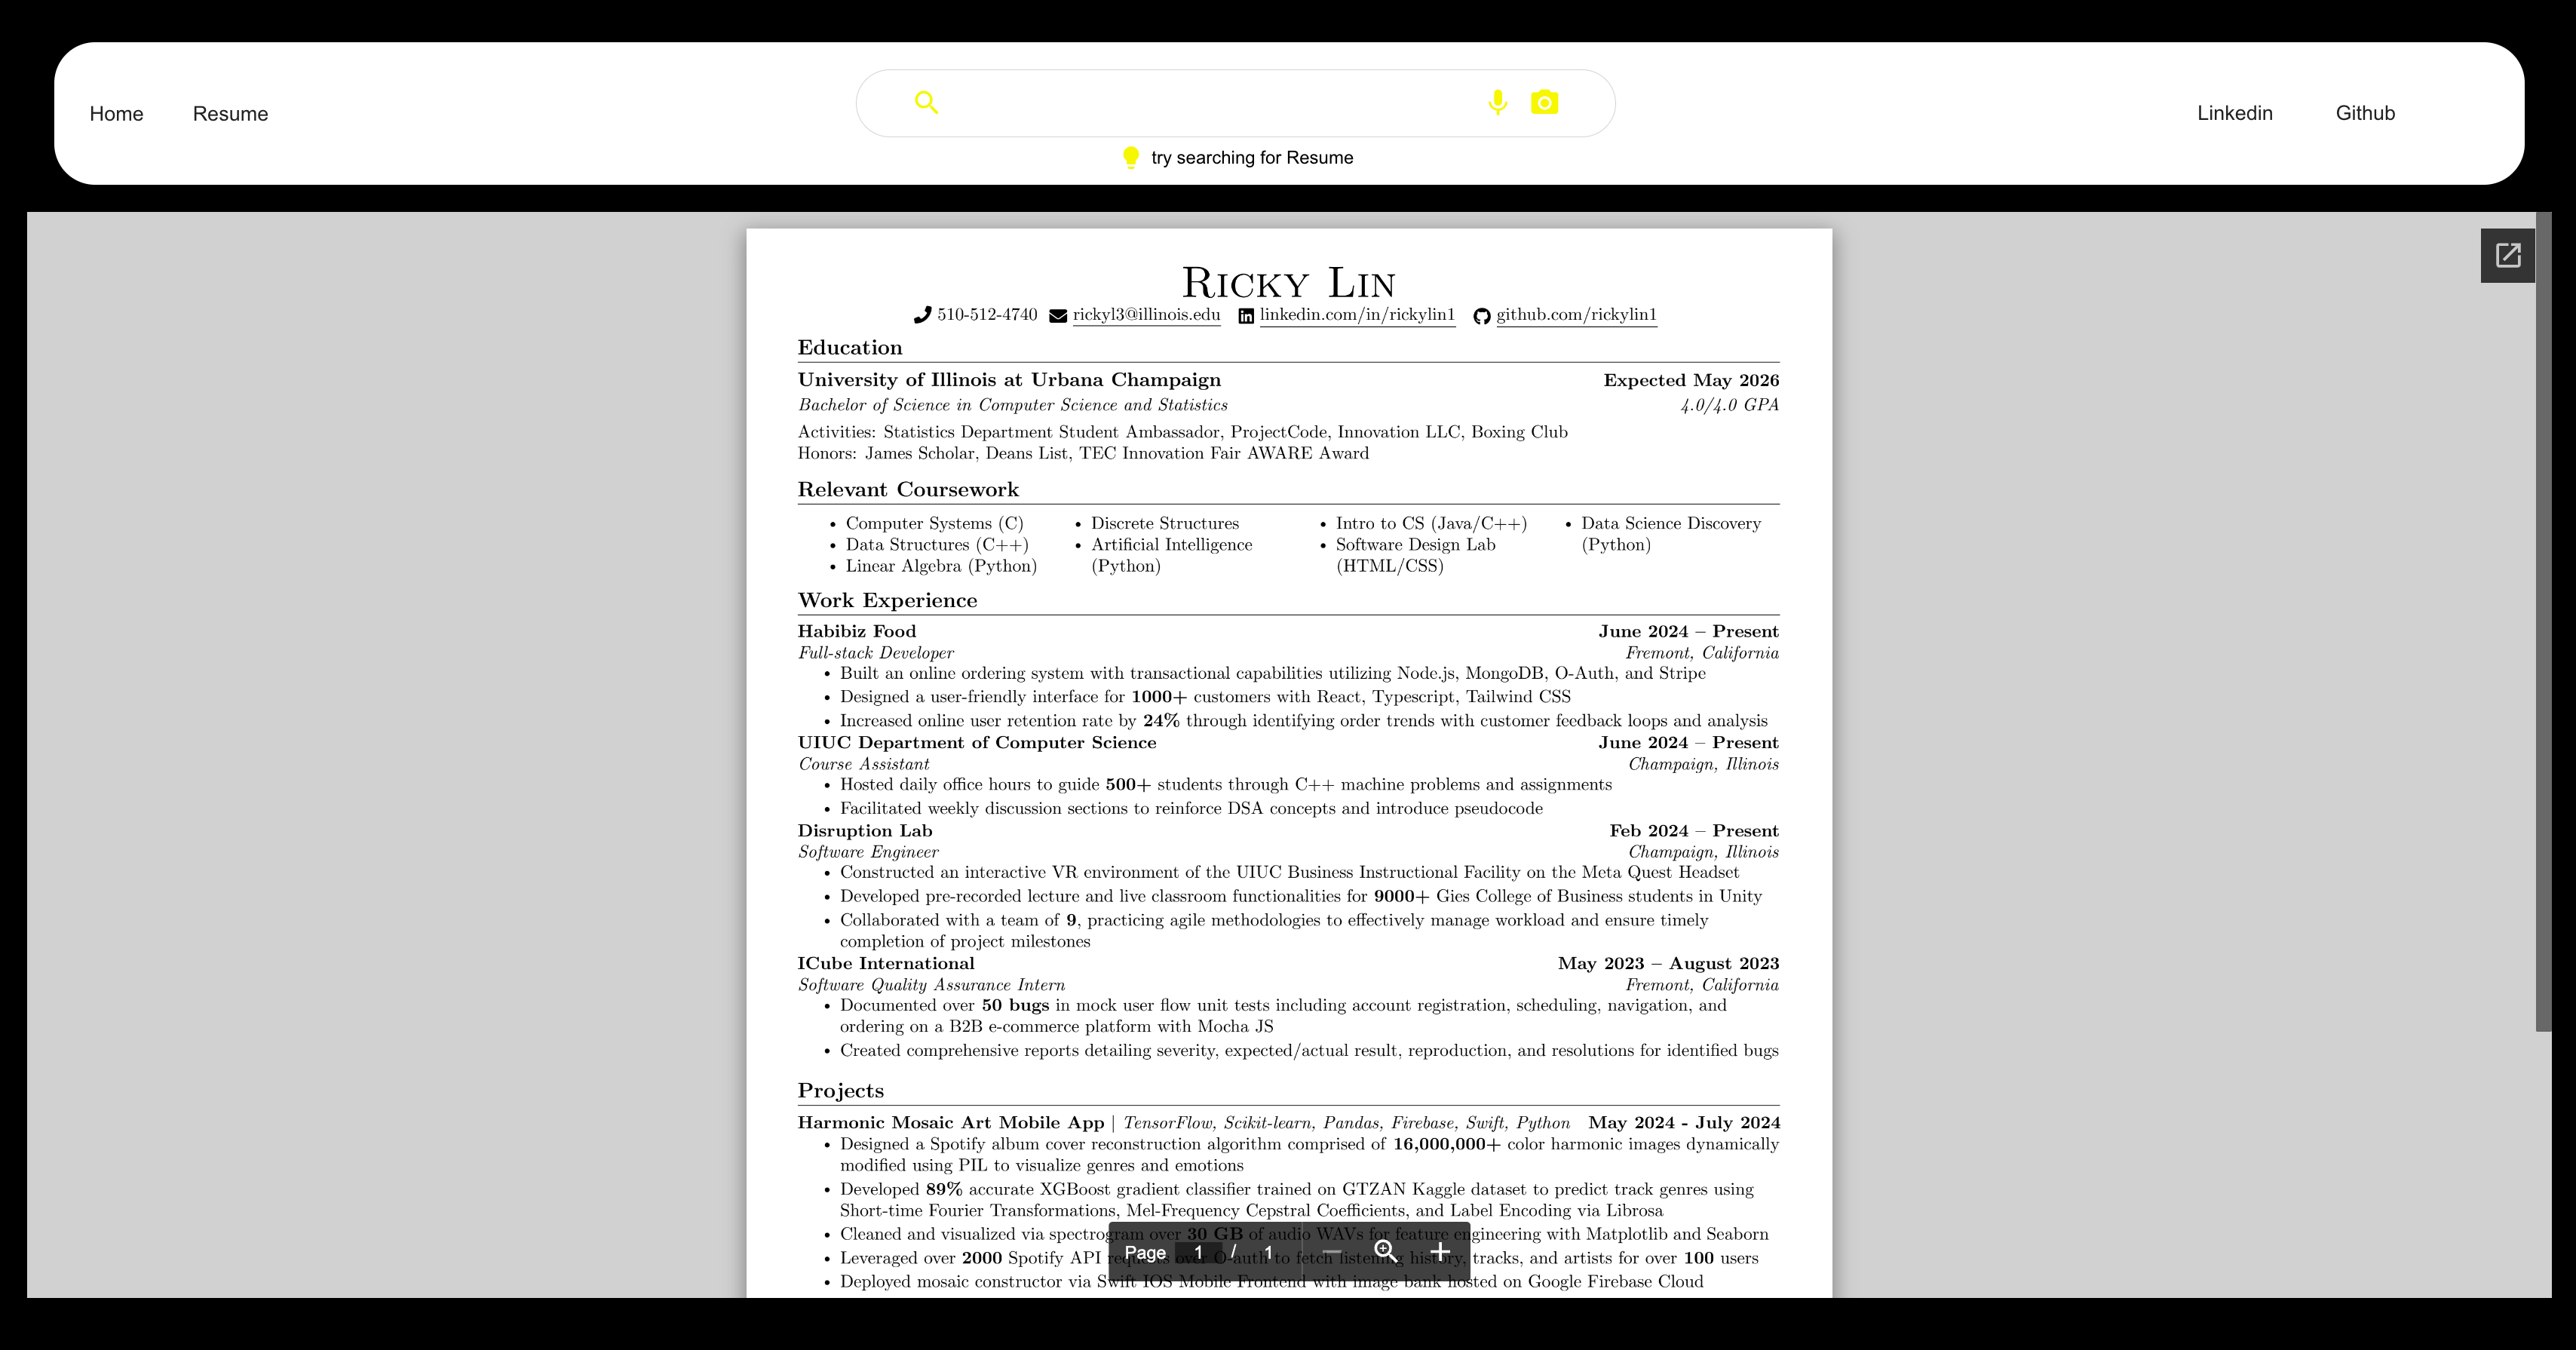 Home Resume Linkedin Github
try searching for Resume
Ricky Lin
510-512-4740 rickyl3@illinois.edu linkedin.com/in/rickylin1 github.com/rickylin1
Education
University of Illinois at Urbana Champaign Expected May 2026
Bachelor of Science in Computer Science and Statistics 4.0/4.0 GPA
Activities: Statistics Department Student Ambassador, ProjectCode, Innovation LLC, Boxing Club
Honors: James Scholar, Deans List, TEC Innovation Fair AWARE Award
Relevant Coursework
• Computer Systems (C) • Discrete Structures • Intro to CS (Java/C++) • Data Science Discovery
• Data Structures (C++) • Artificial Intelligence • Software Design Lab (Python)
• Linear Algebra (Python) (Python) (HTML/CSS)
Work Experience
Habibiz Food June 2024 – Present
Full-stack Developer Fremont, California
• Built an online ordering system with transactional capabilities utilizing Node.js, MongoDB, O-Auth, and Stripe
• Designed a user-friendly interface for 1000+ customers with React, Typescript, Tailwind CSS
• Increased online user retention rate by 24% through identifying order trends with customer feedback loops and analysis
UIUC Department of Computer Science June 2024 – Present
Course Assistant Champaign, Illinois
• Hosted daily office hours to guide 500+ students through C++ machine problems and assignments
• Facilitated weekly discussion sections to reinforce DSA concepts and introduce pseudocode
Disruption Lab Feb 2024 – Present
Software Engineer Champaign, Illinois
• Constructed an interactive VR environment of the UIUC Business Instructional Facility on the Meta Quest Headset
• Developed pre-recorded lecture and live classroom functionalities for 9000+ Gies College of Business students in Unity
• Collaborated with a team of 9, practicing agile methodologies to effectively manage workload and ensure timely
completion of project milestones
ICube International May 2023 – August 2023
Software Quality Assurance Intern Fremont, California
• Documented over 50 bugs in mock user flow unit tests including account registration, scheduling, navigation, and
ordering on a B2B e-commerce platform with Mocha JS
• Created comprehensive reports detailing severity, expected/actual result, reproduction, and resolutions for identified bugs
Projects
Harmonic Mosaic Art Mobile App | TensorFlow, Scikit-learn, Pandas, Firebase, Swift, Python May 2024 - July 2024
• Designed a Spotify album cover reconstruction algorithm comprised of 16,000,000+ color harmonic images dynamically
modified using PIL to visualize genres and emotions
• Developed 89% accurate XGBoost gradient classifier trained on GTZAN Kaggle dataset to predict track genres using
Short-time Fourier Transformations, Mel-Frequency Cepstral Coefficients, and Label Encoding via Librosa
• Cleaned and visualized via spectrogram over 30 GB of audio WAVs for feature engineering with Matplotlib and Seaborn
• Leveraged over 2000 Spotify API requests over O-auth to fetch listening history, tracks, and artists for over 100 users
• Deployed mosaic constructor via Swift IOS Mobile Frontend with image bank hosted on Google Firebase Cloud
Page 1 / 1